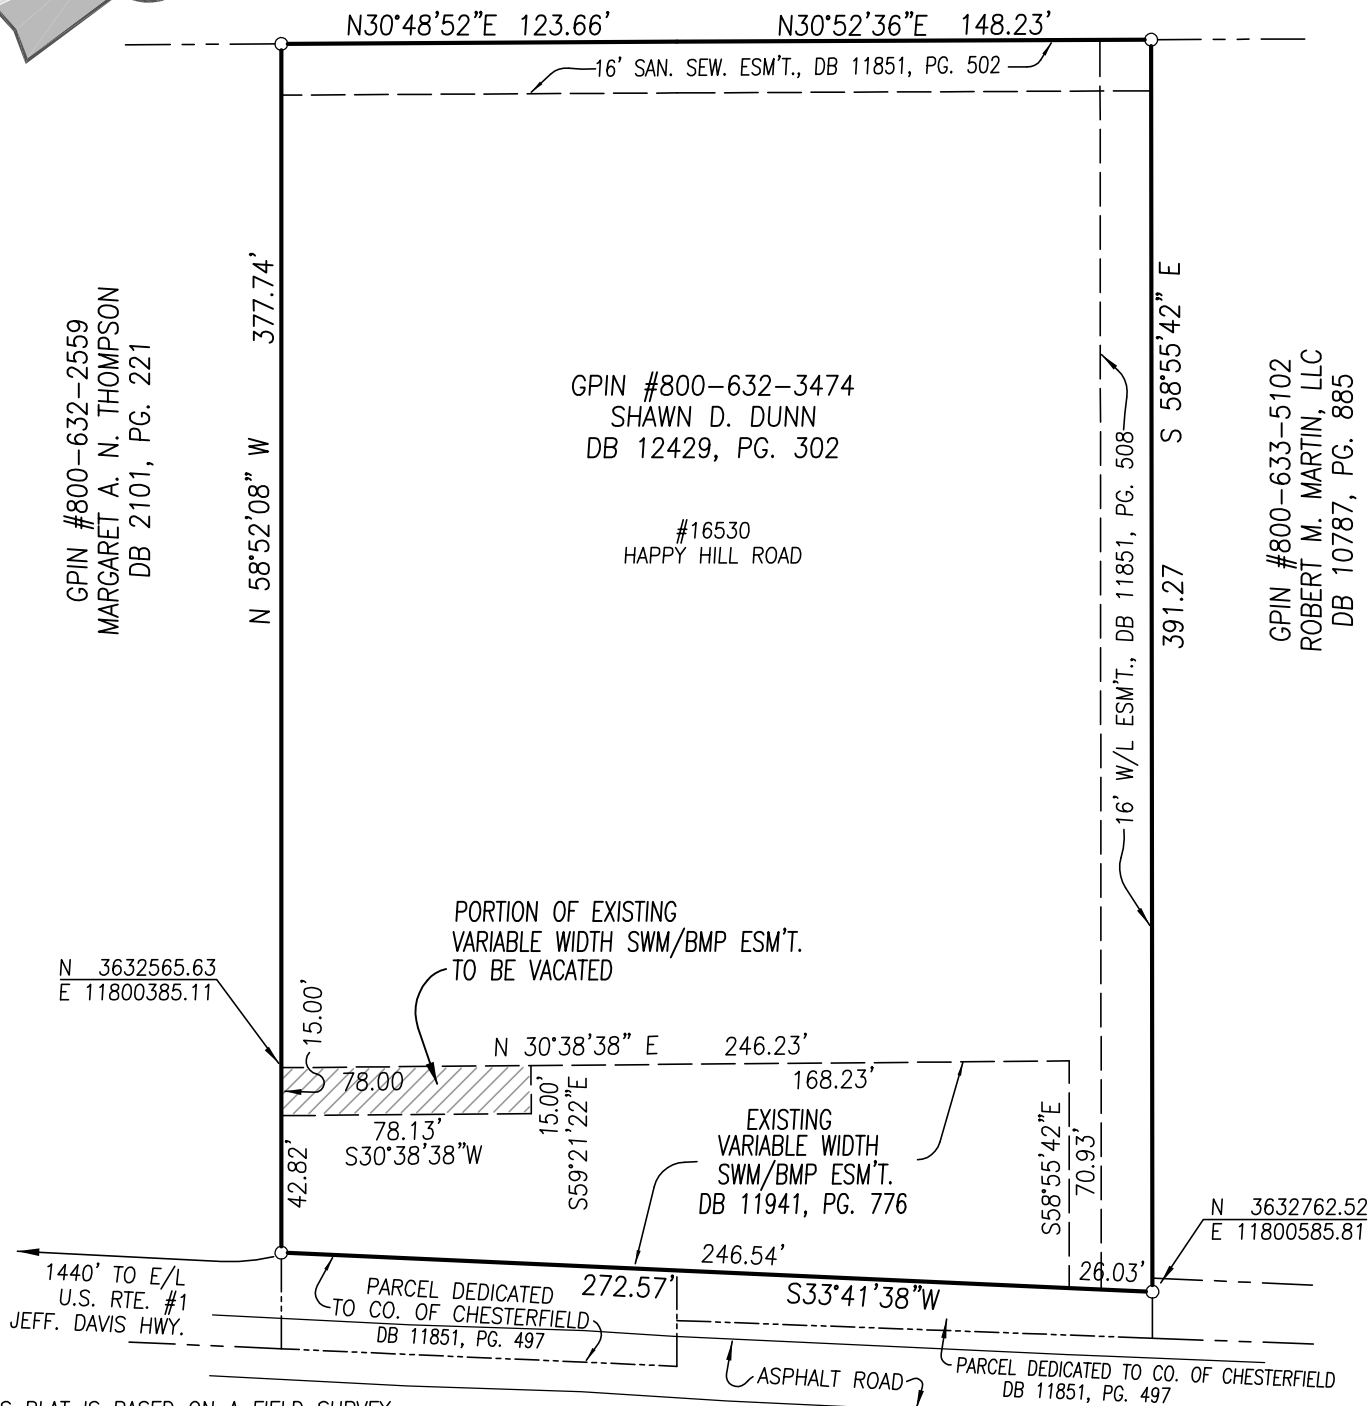 N30°48'52"E 123.66'
N30°52'36"E 148.23'
16' SAN. SEW. ESM'T., DB 11851, PG. 502
377.74'
N 58°52'08" W
GPIN #800-632-2559
MARGARET A. N. THOMPSON
DB 2101, PG. 221
GPIN #800-632-3474
SHAWN D. DUNN
DB 12429, PG. 302
#16530
HAPPY HILL ROAD
16' W/L ESM'T., DB 11851, PG. 508
S 58°55'42" E
391.27
GPIN #800-633-5102
ROBERT M. MARTIN, LLC
DB 10787, PG. 885
PORTION OF EXISTING
VARIABLE WIDTH SWM/BMP ESM'T.
TO BE VACATED
N 3632565.63
E 11800385.11
15.00'
N 30°38'38" E 246.23'
78.00
168.23'
78.13'
S30°38'38"W
15.00'
S59°21'22"E
42.82'
EXISTING
VARIABLE WIDTH
SWM/BMP ESM'T.
DB 11941, PG. 776
S58°55'42"E
70.93'
N 3632762.52
E 11800585.81
246.54'
26.03'
272.57'
S33°41'38"W
1440' TO E/L
U.S. RTE. #1
JEFF. DAVIS HWY.
PARCEL DEDICATED
TO CO. OF CHESTERFIELD
DB 11851, PG. 497
ASPHALT ROAD
PARCEL DEDICATED TO CO. OF CHESTERFIELD
DB 11851, PG. 497
S PLAT IS BASED ON A FIELD SURVEY